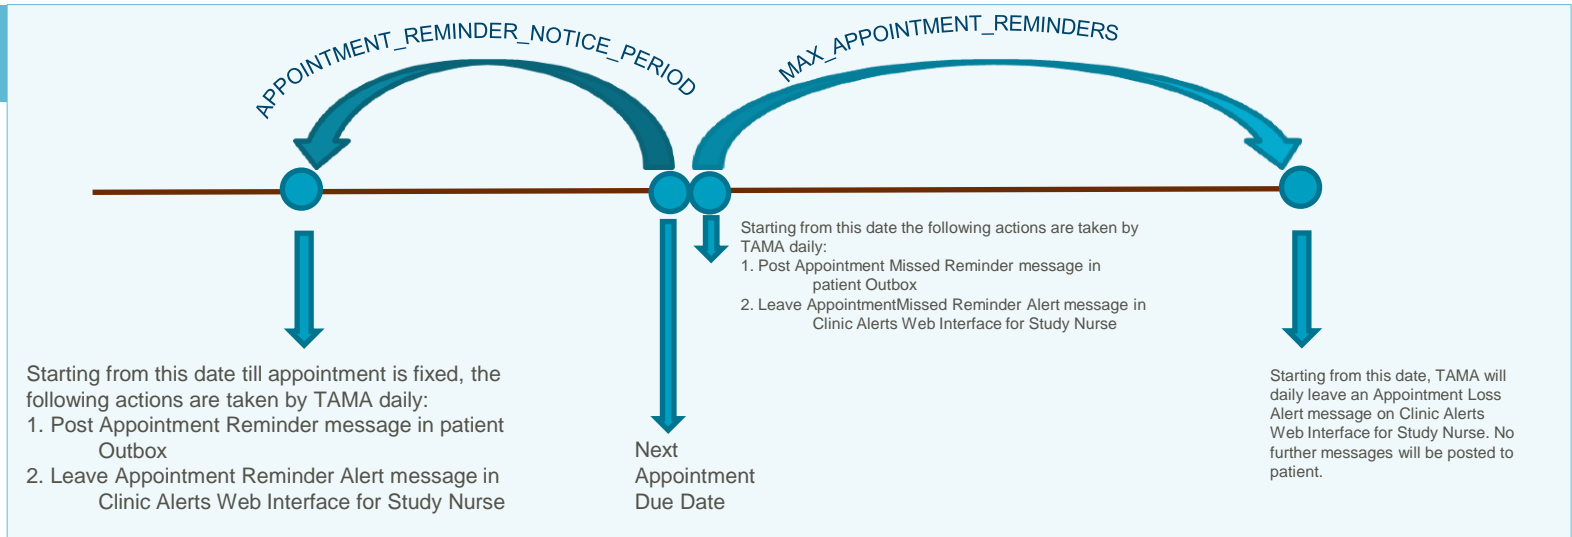 APPOINTMENT_REMINDER_NOTICE_PERIOD
MAX_APPOINTMENT_REMINDERS
Starting from this date till appointment is fixed, the
following actions are taken by TAMA daily:
1. Post Appointment Reminder message in patient
Outbox
2. Leave Appointment Reminder Alert message in
Clinic Alerts Web Interface for Study Nurse
Next
Appointment
Due Date
Starting from this date the following actions are taken by
TAMA daily:
1. Post Appointment Missed Reminder message in
patient Outbox
2. Leave AppointmentMissed Reminder Alert message in
Clinic Alerts Web Interface for Study Nurse
Starting from this date, TAMA will
daily leave an Appointment Loss
Alert message on Clinic Alerts
Web Interface for Study Nurse. No
further messages will be posted to
patient.